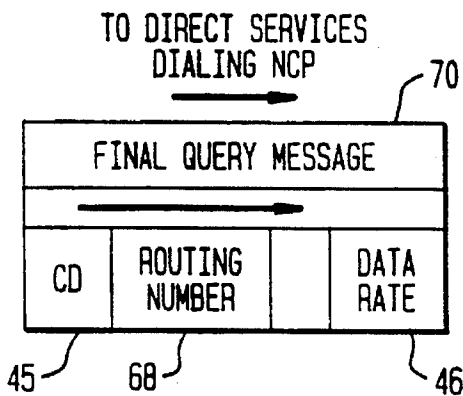 TO DIRECT SERVICES
DIALING NCP
70
FINAL QUERY MESSAGE
CD
ROUTING
NUMBER
DATA
RATE
45
68
46